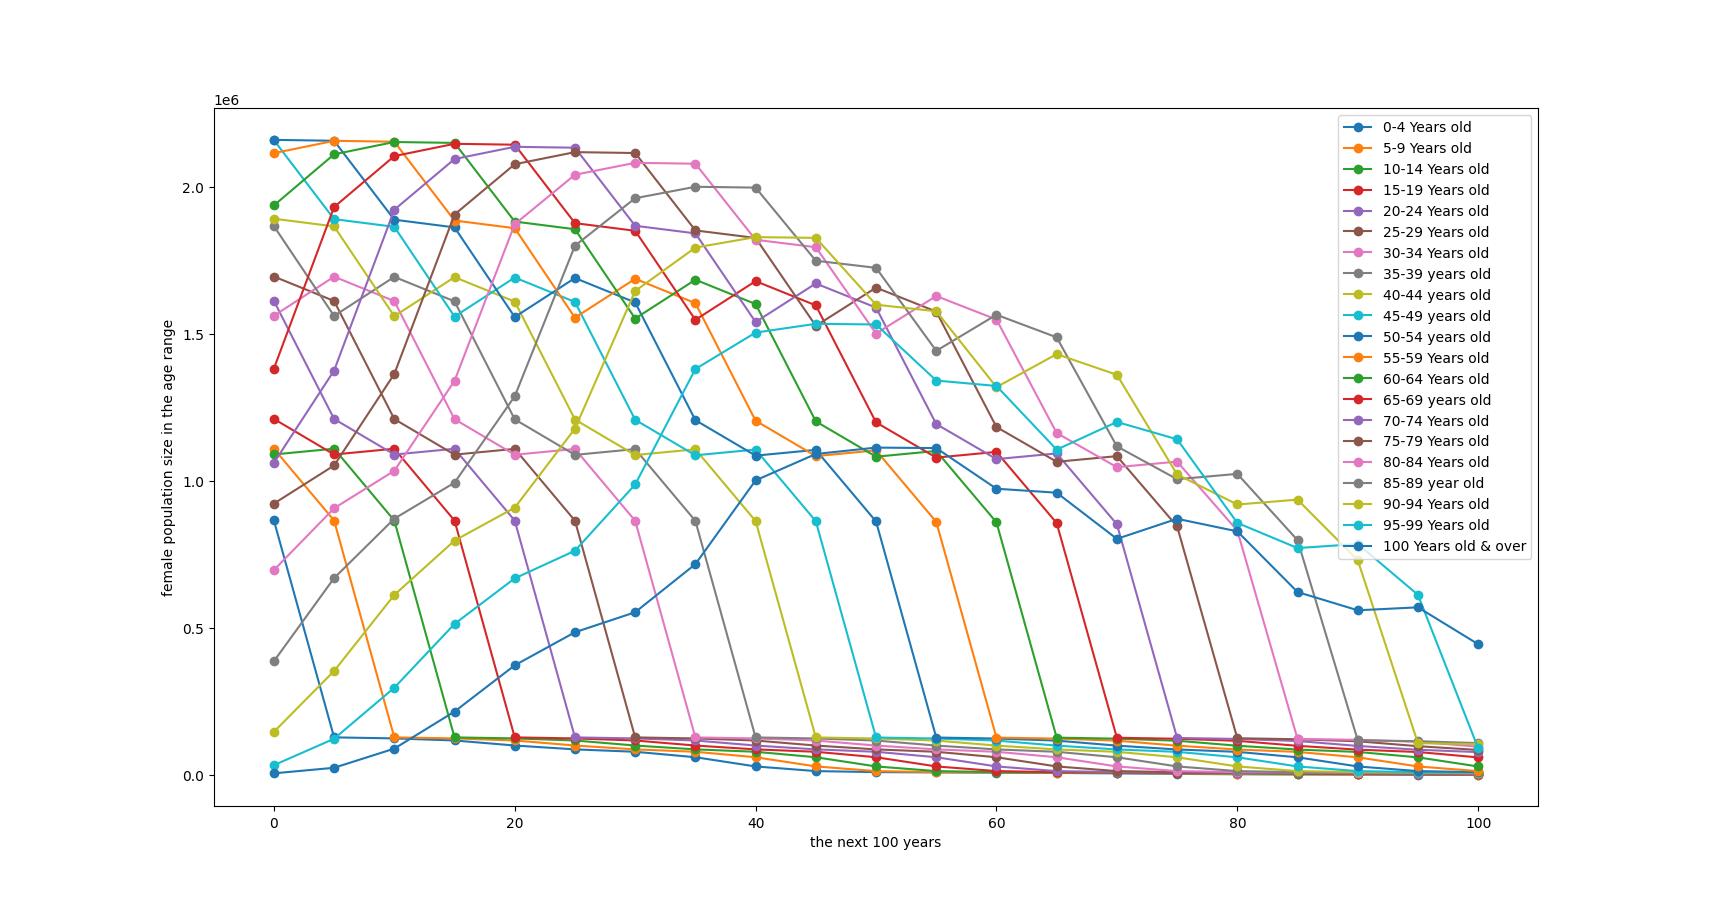 1e6
0-4 Years old
5-9 Years old
10-14 Years old
15-19 Years old
20-24 Years old
25-29 Years old
30-34 Years old
35-39 years old
40-44 years old
45-49 years old
50-54 years old
55-59 Years old
60-64 Years old
65-69 years old
70-74 Years old
75-79 Years old
80-84 Years old
85-89 year old
90-94 Year old
95-99 Years old
100 Years old & over
female population size in the age range
2.0
1.5
1.0
0.5
0.0
0 20 40 60 80 100
the next 100 years